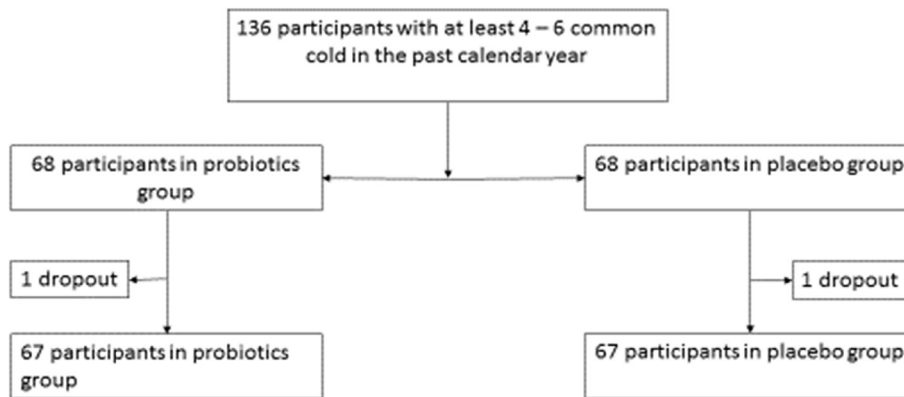 136 participants with at least 4 – 6 common
cold in the past calendar year
68 participants in probiotics
group
68 participants in placebo group
1 dropout
1 dropout
67 participants in probiotics
group
67 participants in placebo group